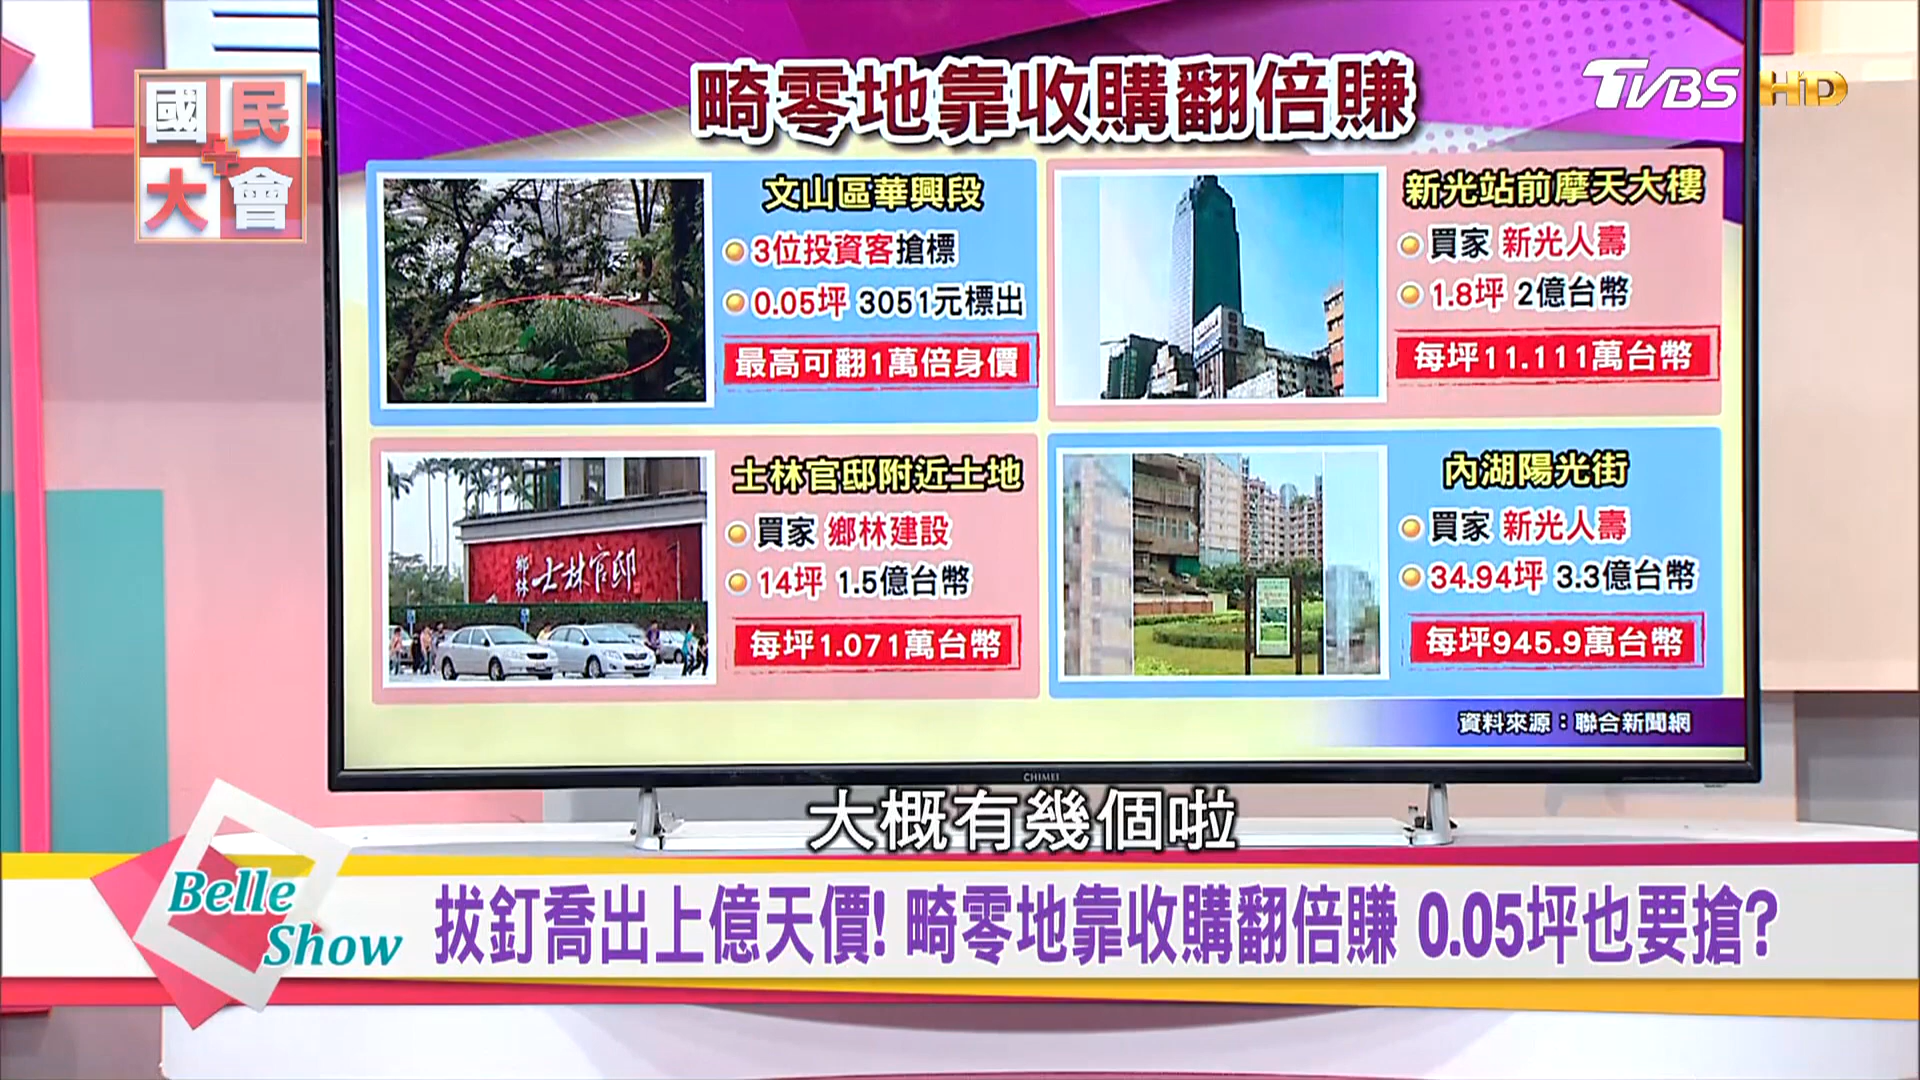 國民
大會
TVBS HD
畸零地靠收購翻倍賺
文山區華興段
3位投資客搶標
0.05坪 3051元標出
最高可翻1萬倍身價
新光站前摩天大樓
買家 新光人壽
1.8坪 2億台幣
每坪11.111萬台幣
士林官邸附近土地
買家 鄉林建設
14坪 1.5億台幣
每坪1.071萬台幣
鄉林 士林官邸
內湖陽光街
買家 新光人壽
34.94坪 3.3億台幣
每坪945.9萬台幣
資料來源：聯合新聞網
CHIMEI
大概有幾個啦
Belle
Show
拔釘喬出上億天價! 畸零地靠收購翻倍賺 0.05坪也要搶?